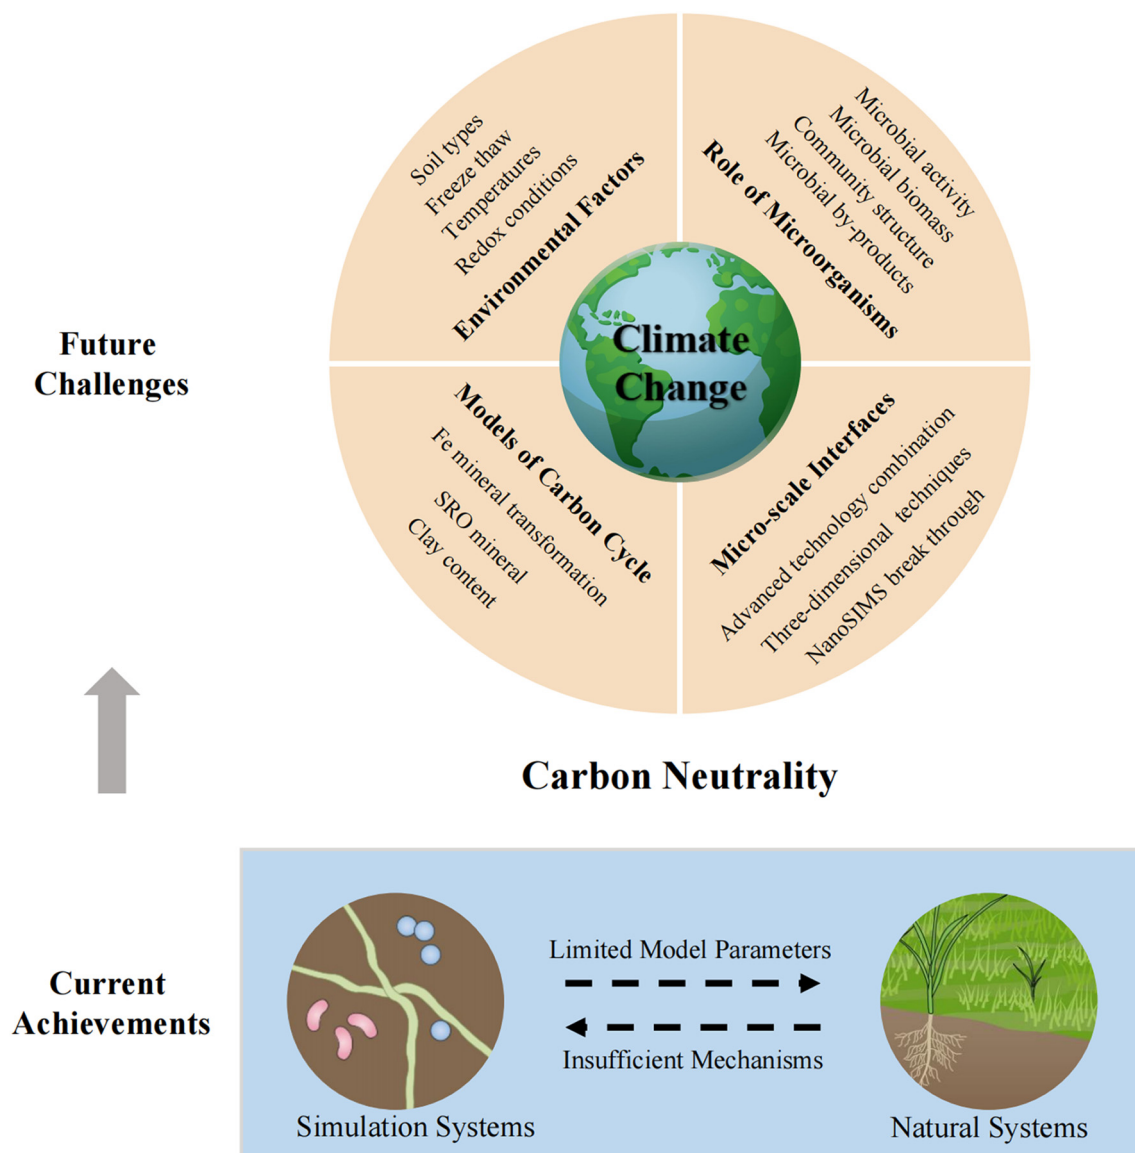 Soil types
Freeze thaw
Temperatures
Redox conditions
Environmental Factors
Microbial activity
Microbial biomass
Community structure
Microbial by-products
Role of Microorganisms
Climate
Change
Future
Challenges
Models of Carbon Cycle
Fe mineral transformation
SRO mineral
Clay content
Micro-scale Interfaces
Advanced technology combination
Three-dimensional techniques
NanoSIMS break through
Carbon Neutrality
Current
Achievements
Limited Model Parameters
Insufficient Mechanisms
Simulation Systems
Natural Systems